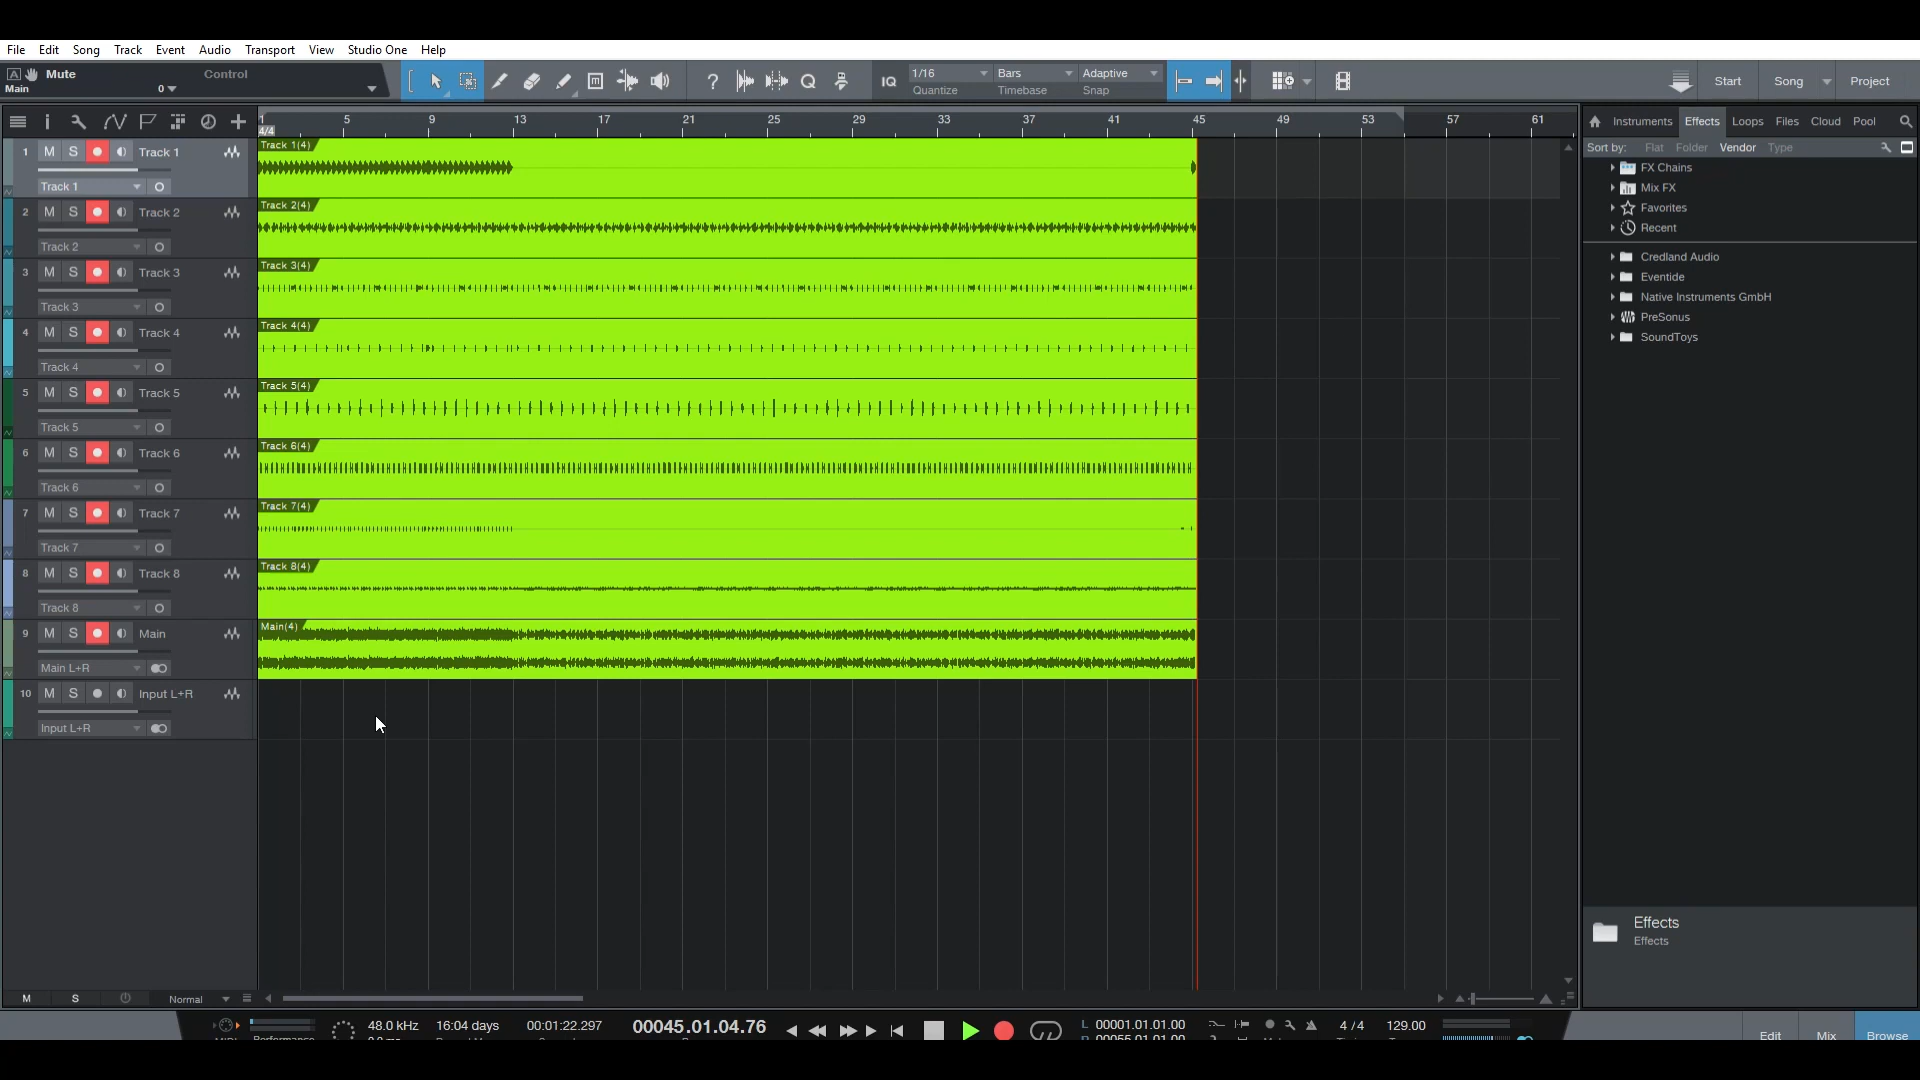 File Edit Song Track Event Audio Transport View Studio One Help
A Mute Control
Main 0
1/16 Bars Adaptive
IQ Quantize Timebase Snap
Start Song Project
1 5 9 13 17 21 25 29 33 37 41 45 49 53 57 61
4/4
Instruments Effects Loops Files Cloud Pool
Sort by: Flat Folder Vendor Type
FX Chains
Mix FX
Favorites
Recent
Credland Audio
Eventide
Native Instruments GmbH
PreSonus
SoundToys
Effects
Effects
1 M S Track 1
Track 1
Track 1(4)
2 M S Track 2
Track 2
Track 2(4)
3 M S Track 3
Track 3
Track 3(4)
4 M S Track 4
Track 4
Track 4(4)
5 M S Track 5
Track 5
Track 5(4)
6 M S Track 6
Track 6
Track 6(4)
7 M S Track 7
Track 7
Track 7(4)
8 M S Track 8
Track 8
Track 8(4)
9 M S Main
Main L+R
Main(4)
10 M S Input L+R
Input L+R
M S Normal
48.0 kHz 16:04 days 00:01:22.297 00045.01.04.76 L 00001.01.01.00 4 / 4 129.00
Edit Mix Browse